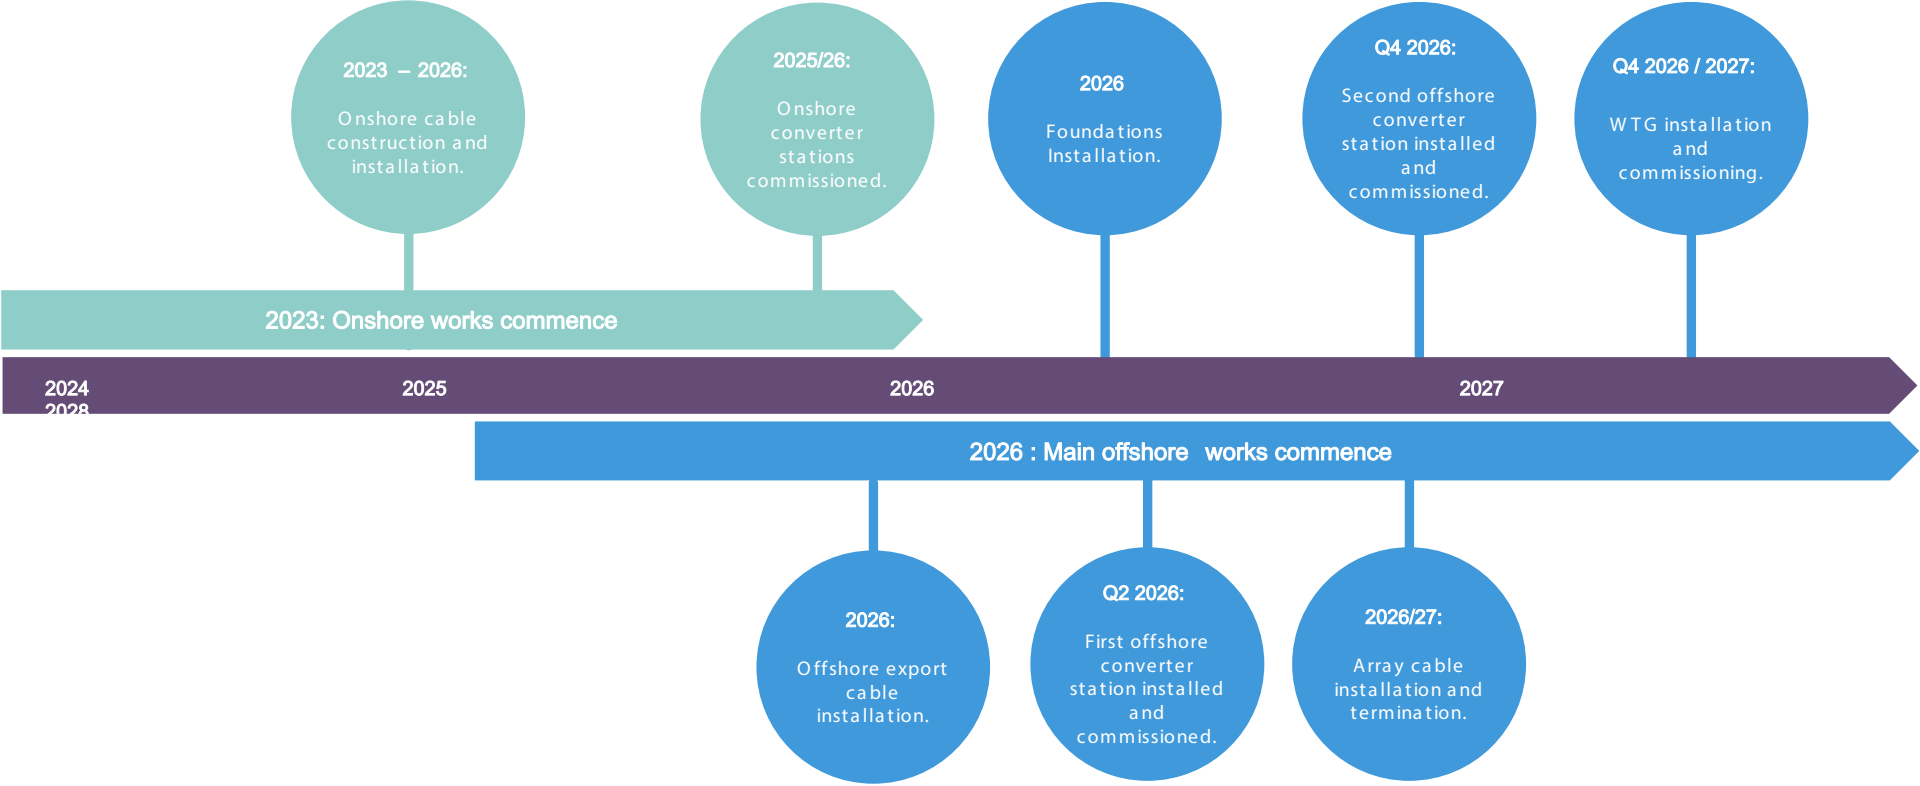 2023 – 2026:
Onshore cable
construction and
installation.
2025/26:
Onshore
converter
stations
commissioned.
2026
Foundations
Installation.
Q4 2026:
Second offshore
converter
station installed
and
commissioned.
Q4 2026 / 2027:
WTG installation
and
commissioning.
2023: Onshore works commence
2024 2025 2026 2027
2028
2026 : Main offshore works commence
2026:
Offshore export
cable
installation.
Q2 2026:
First offshore
converter
station installed
and
commissioned.
2026/27:
Array cable
installation and
termination.